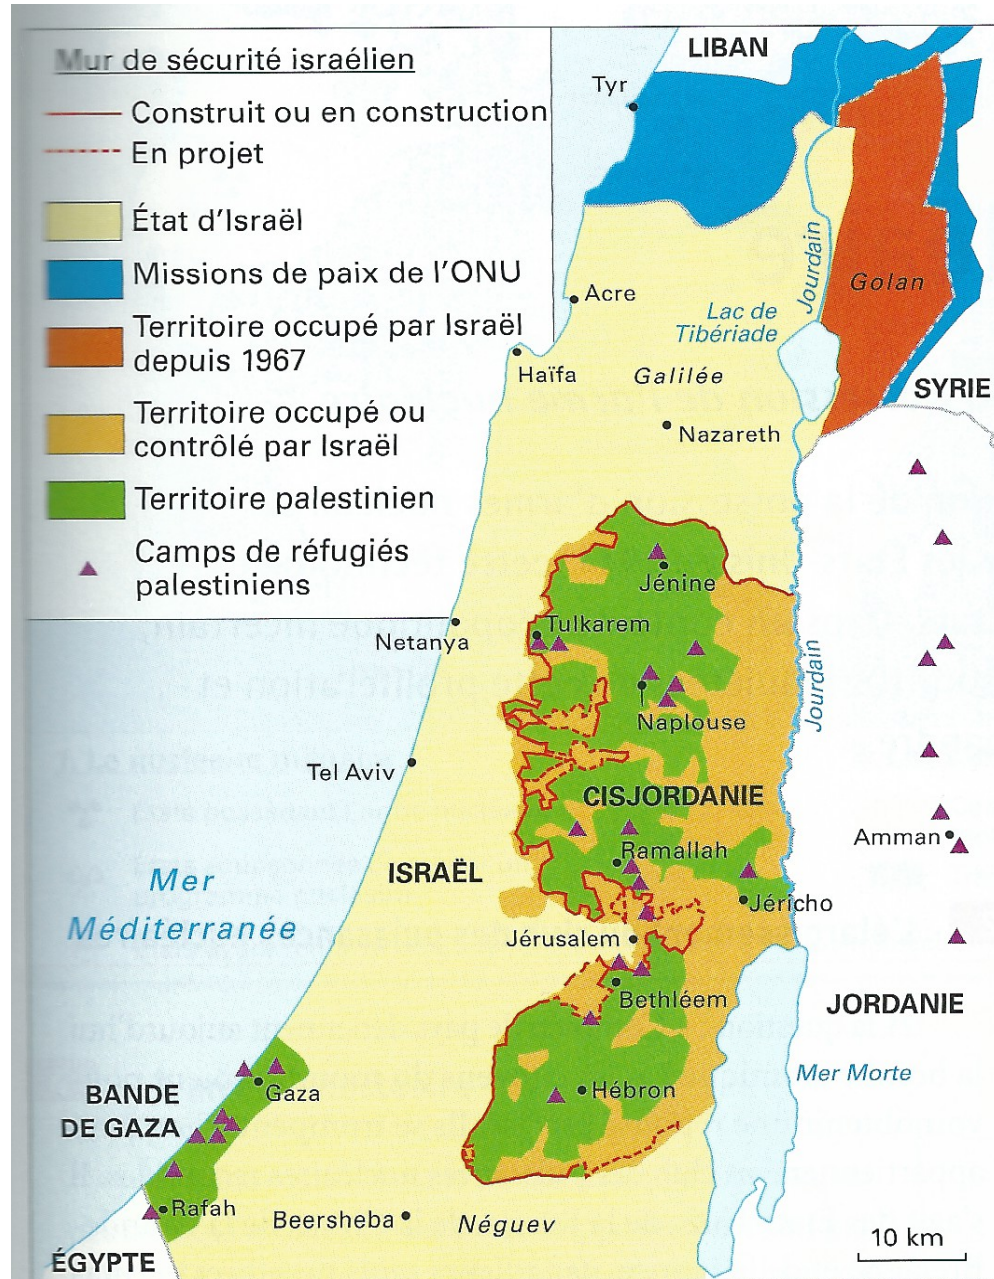 Mur de sécurité israélien
Construit ou en construction
En projet
État d'Israël
Missions de paix de l'ONU
Territoire occupé par Israël
depuis 1967
Territoire occupé ou
contrôlé par Israël
Territoire palestinien
Camps de réfugiés
palestiniens
LIBAN
Tyr
Jourdain
Golan
Acre
Lac de
Tibériade
Haïfa
Galilée
SYRIE
Nazareth
Jénine
Tulkarem
Netanya
Jourdain
Naplouse
Tel Aviv
CISJORDANIE
Amman
Ramallah
ISRAËL
Mer
Méditerranée
Jéricho
Jérusalem
Bethléem
JORDANIE
Mer Morte
BANDE
DE GAZA
Gaza
Hébron
Rafah
Beersheba
Néguev
10 km
ÉGYPTE